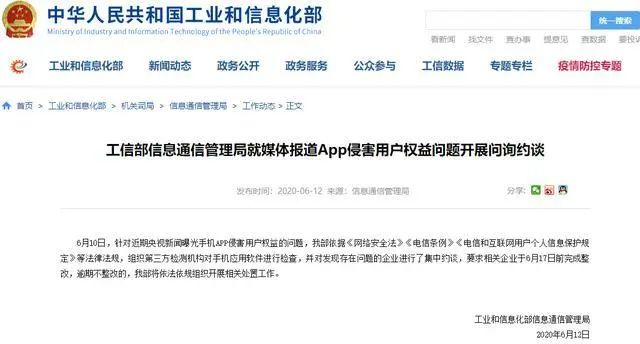 中华人民共和国工业和信息化部
Ministry of Industry and Information Technology of the People's Republic of China
统一搜索
看新闻 找文件 查办事 提意见 查数据 要投诉
工业和信息化部 新闻动态 政务公开 政务服务 公众参与 工信数据 专题专栏 疫情防控专题
首页 > 工业和信息化部 > 机关司局 > 信息通信管理局 > 工作动态 > 正文
工信部信息通信管理局就媒体报道App侵害用户权益问题开展问询约谈
发布时间：2020-06-12 来源：信息通信管理局
分享：
6月10日，针对近期央视新闻曝光手机APP侵害用户权益的问题，我部依据《网络安全法》《电信条例》《电信和互联网用户个人信息保护规
定》等法律法规，组织第三方检测机构对手机应用软件进行检查，并对发现存在问题的企业进行了集中约谈，要求相关企业于6月17日前完成整
改，逾期不整改的，我部将依法依规组织开展相关处置工作。
工业和信息化部信息通信管理局
2020年6月12日